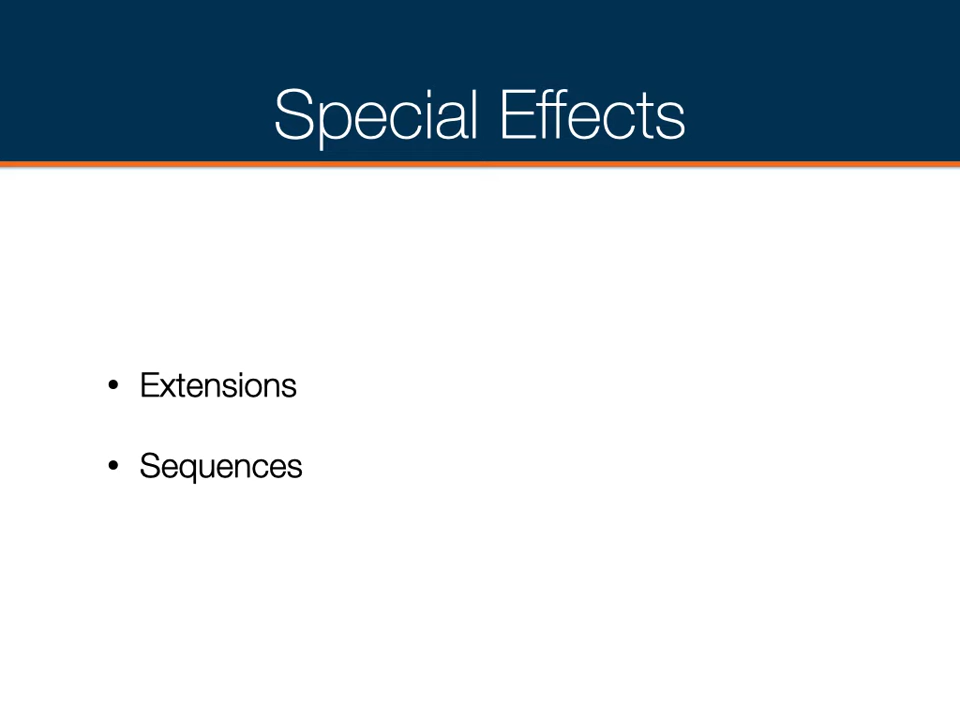 Special Effects
• Extensions
• Sequences